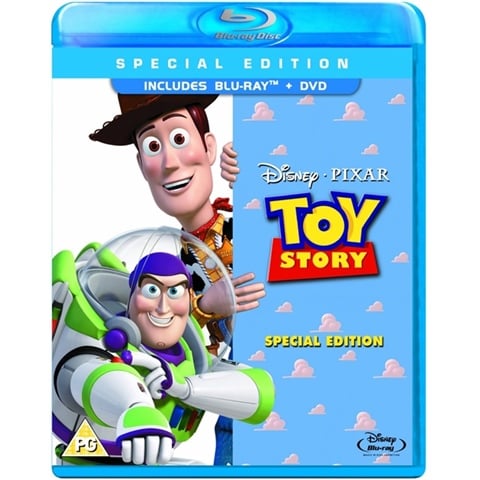 Blu-ray Disc
SPECIAL EDITION
INCLUDES BLU-RAY™ + DVD
DISNEY · PIXAR
TOY
STORY
SPECIAL EDITION
PG
Disney
Blu-ray